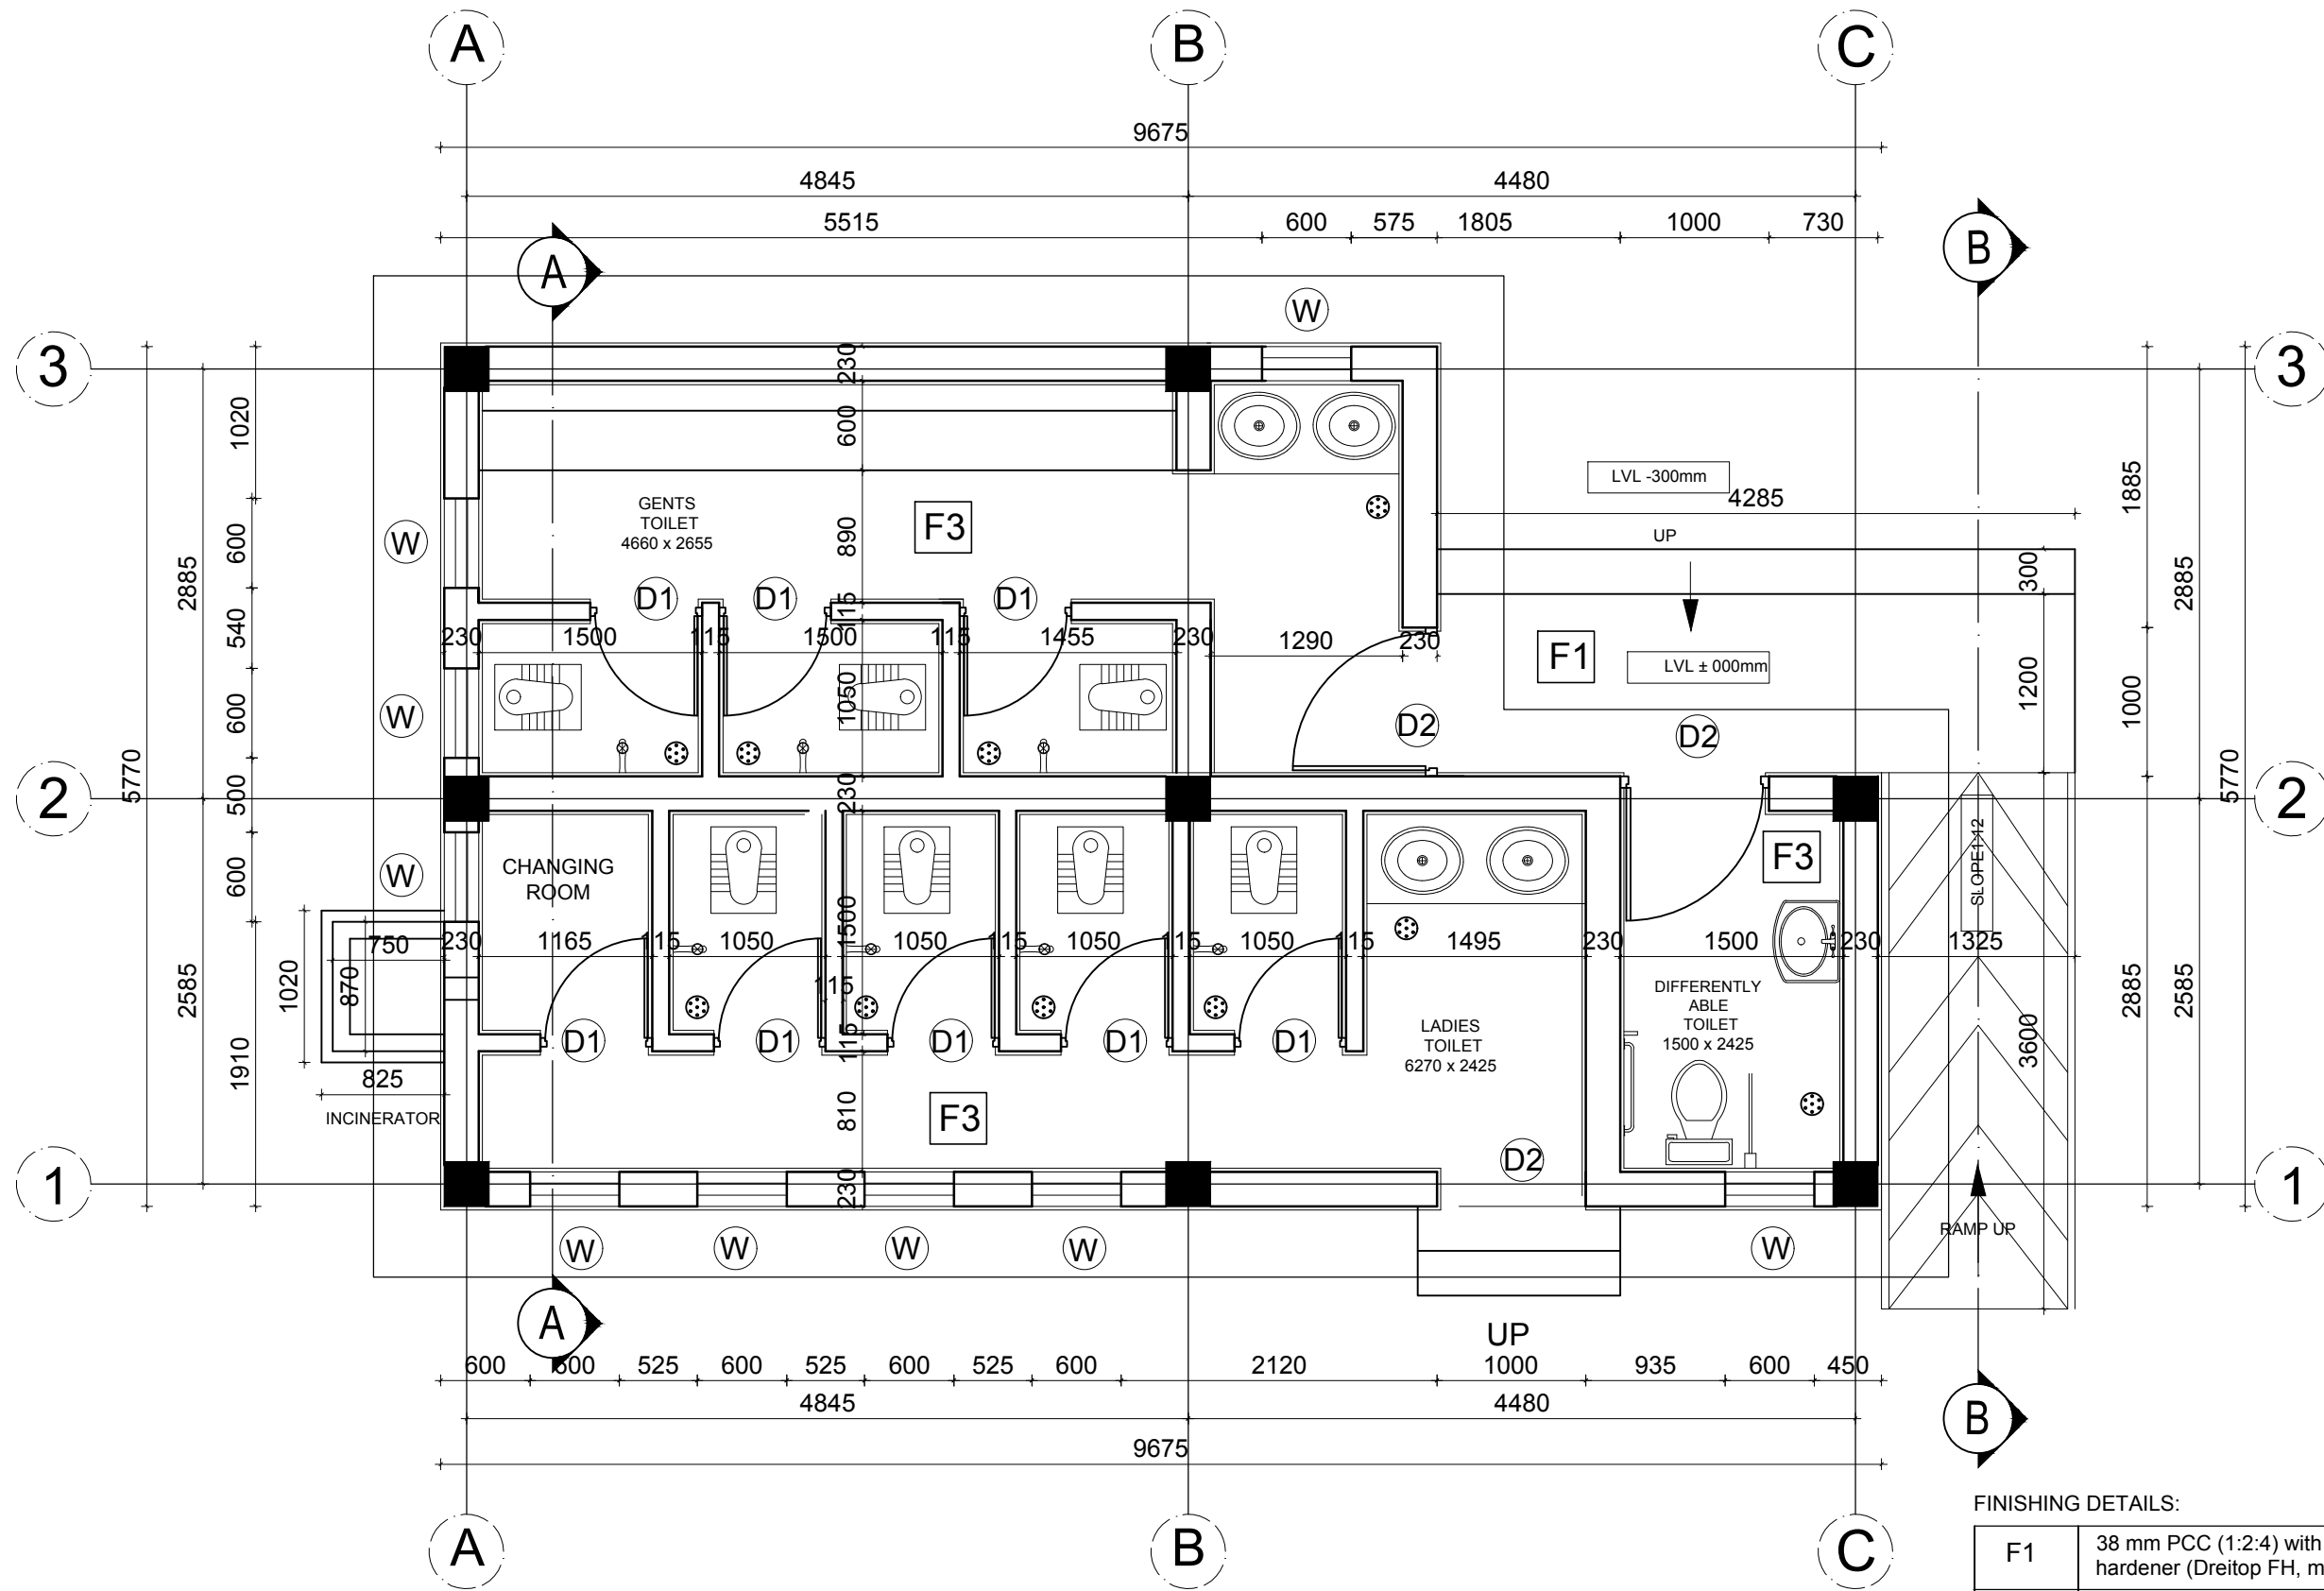 A
B
C
9675
4845
4480
5515
600
575
1805
1000
730
A
B
W
3
3
230
1020
600
GENTS
TOILET
4660 x 2655
F3
LVL -300mm
4285
1885
W
600
890
UP
2885
300
2885
D1
D1
D1
540
115
230
1500
115
1500
115
1455
230
1290
230
F1
LVL ± 000mm
1200
1000
W
600
1050
D2
D2
5770
5770
2
500
230
2
CHANGING
ROOM
W
600
F3
SLOPE1:12
750
230
1165
115
1050
1500
1050
115
1050
115
1050
115
1495
230
1500
230
1325
2585
1020
870
115
DIFFERENTLY
ABLE
TOILET
1500 x 2425
2885
2585
D1
D1
D1
D1
D1
115
LADIES
TOILET
6270 x 2425
3600
1910
825
INCINERATOR
F3
810
D2
1
230
1
W
W
W
W
W
RAMP UP
A
UP
600
600
525
600
525
600
525
600
2120
1000
935
600
450
4845
4480
B
9675
A
B
C
FINISHING DETAILS:
F1
38 mm PCC (1:2:4) with
hardener (Dreitop FH, m